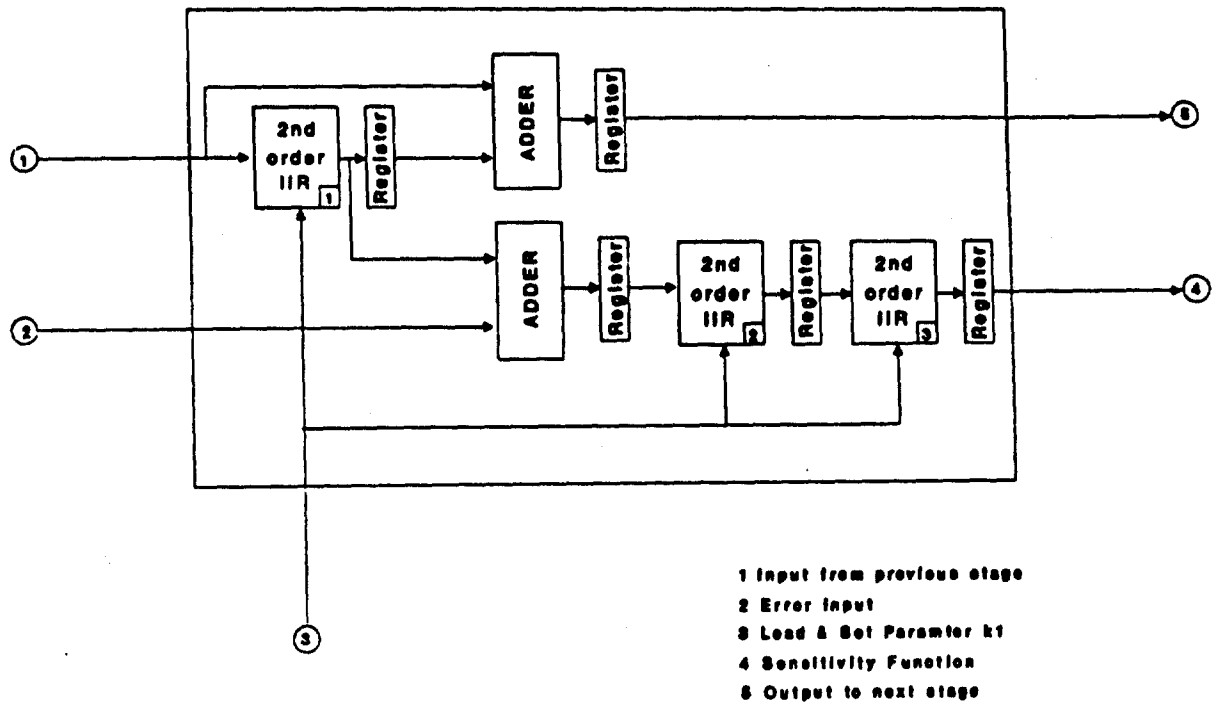 ADDER
Register
5
2nd
order
IIR
1
Register
1
ADDER
Register
2nd
order
IIR
2
Register
2nd
order
IIR
3
Register
4
2
3
1 Input from previous stage
2 Error Input
3 Load & Set Paramter k1
4 Sensitivity Function
5 Output to next stage